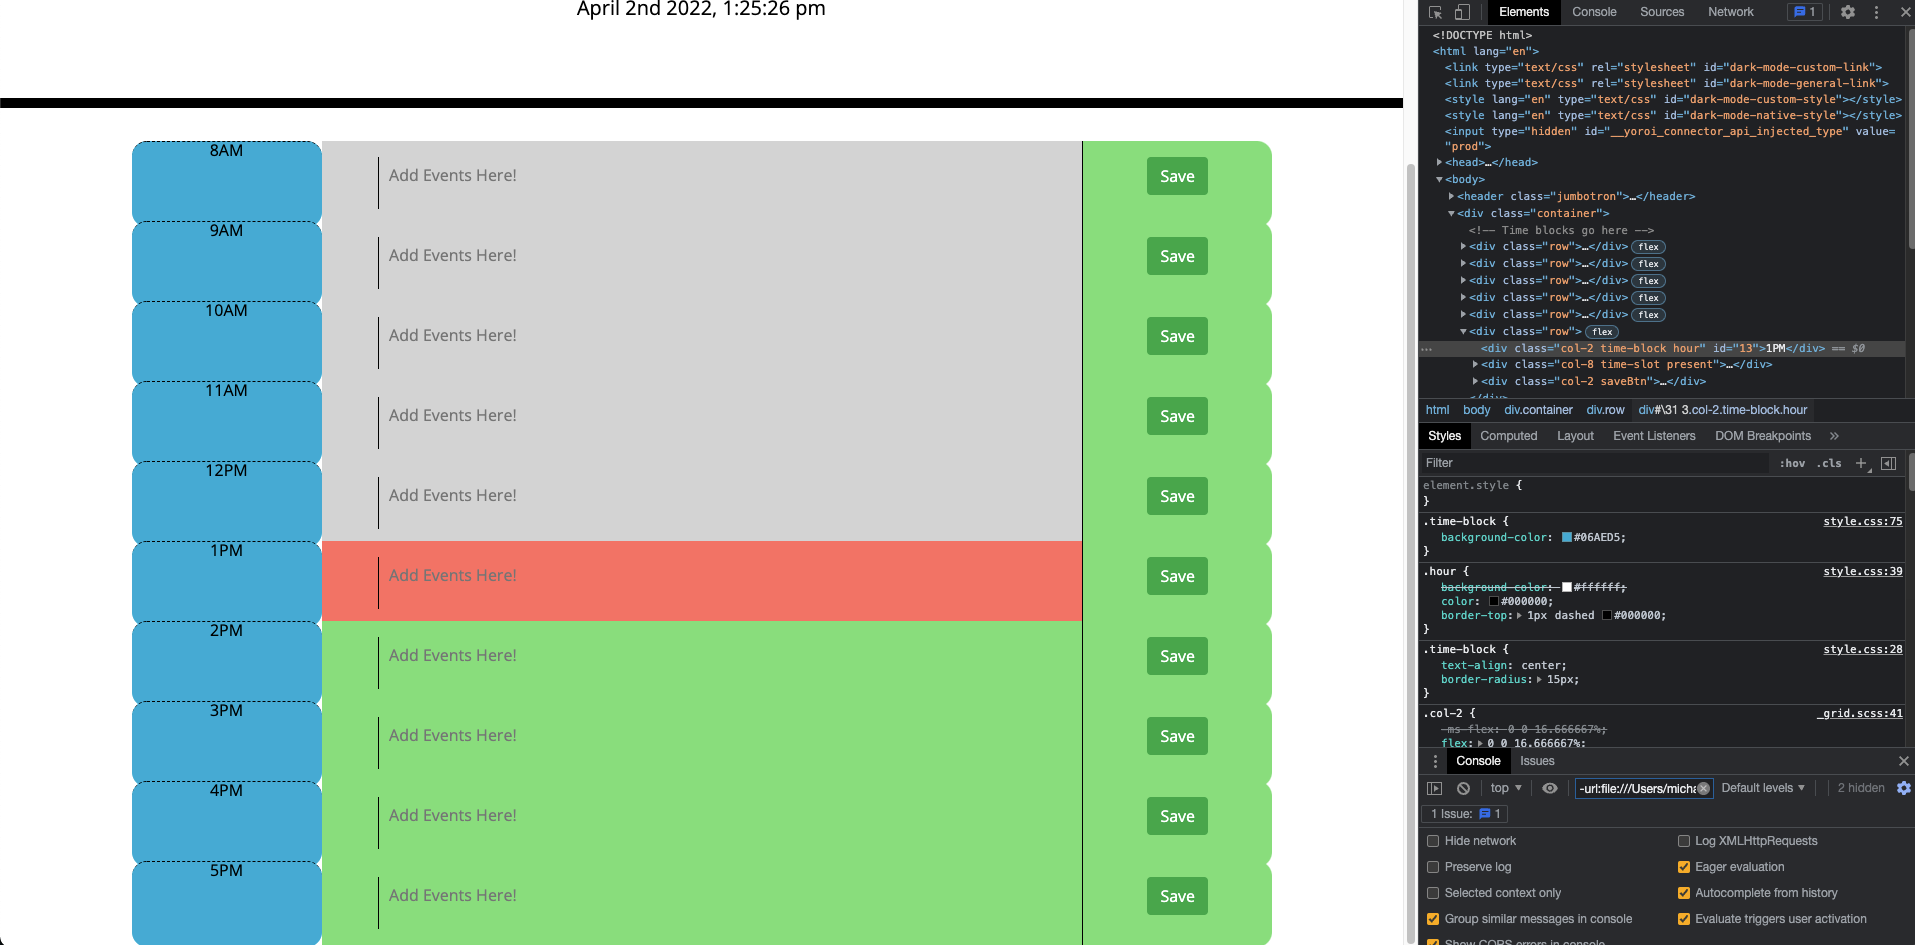 April 2nd 2022, 1:25:26 pm
8AM
Add Events Here!
Save
9AM
Add Events Here!
Save
10AM
Add Events Here!
Save
11AM
Add Events Here!
Save
12PM
Add Events Here!
Save
1PM
Add Events Here!
Save
2PM
Add Events Here!
Save
3PM
Add Events Here!
Save
4PM
Add Events Here!
Save
5PM
Add Events Here!
Save
Elements Console Sources Network 1
<!DOCTYPE html>
<html lang="en">
<link type="text/css" rel="stylesheet" id="dark-mode-custom-link">
<link type="text/css" rel="stylesheet" id="dark-mode-general-link">
<style lang="en" type="text/css" id="dark-mode-custom-style"></style>
<style lang="en" type="text/css" id="dark-mode-native-style"></style>
<input type="hidden" id="__yoroi_connector_api_injected_type" value=
"prod">
<head>…</head>
<body>
<header class="jumbotron">…</header>
<div class="container">
<!-- Time blocks go here -->
<div class="row">…</div> flex
<div class="row">…</div> flex
<div class="row">…</div> flex
<div class="row">…</div> flex
<div class="row">…</div> flex
<div class="row"> flex
<div class="col-2 time-block hour" id="13">1PM</div> == $0
<div class="col-8 time-slot present">…</div>
<div class="col-2 saveBtn">…</div>
</div>
html body div.container div.row div#\31 3.col-2.time-block.hour
Styles Computed Layout Event Listeners DOM Breakpoints »
Filter :hov .cls +
element.style {
}
.time-block { style.css:75
background-color: #06AED5;
}
.hour { style.css:39
background-color: #ffffff;
color: #000000;
border-top: 1px dashed #000000;
}
.time-block { style.css:28
text-align: center;
border-radius: 15px;
}
.col-2 { _grid.scss:41
-ms-flex: 0 0 16.666667%;
flex: 0 0 16.666667%;
Console Issues
top -url:file:///Users/micha Default levels 2 hidden
1 Issue: 1
Hide network Log XMLHttpRequests
Preserve log Eager evaluation
Selected context only Autocomplete from history
Group similar messages in console Evaluate triggers user activation
Show CORS errors in console